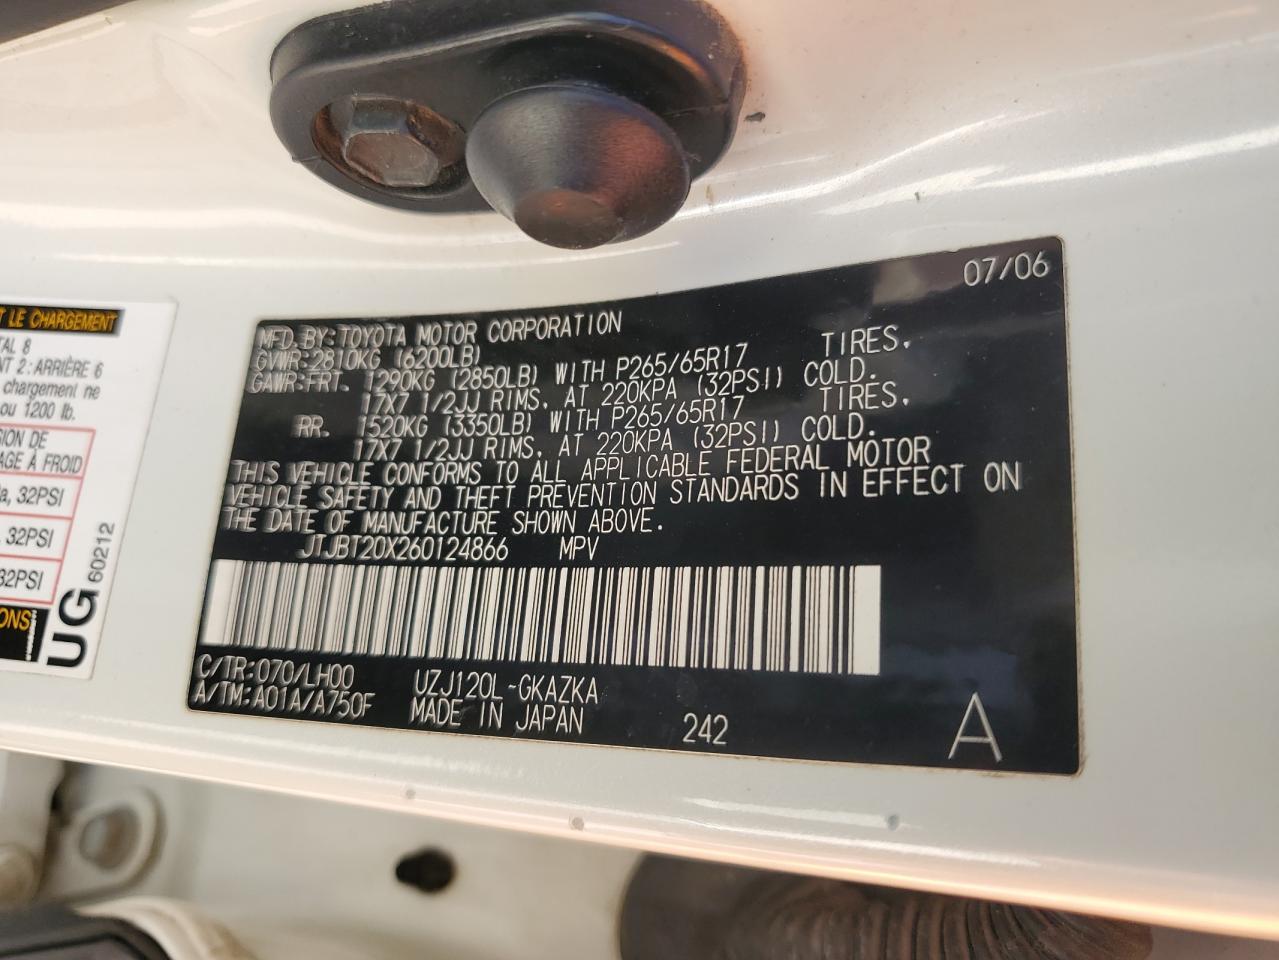 T LE CHARGEMENT
TAL 8
NT 2: ARRIÈRE 6
chargement ne
ou 1200 lb.
SION DE
AGE À FROID
a, 32PSI
, 32PSI
32PSI
ONS
UG 60212
07/06
MFD. BY: TOYOTA MOTOR CORPORATION
GVWR: 2810KG (6200LB)
GAWR: FRT. 1290KG (2850LB) WITH P265/65R17 TIRES,
17X7 1/2JJ RIMS, AT 220KPA (32PSI) COLD.
RR. 1520KG (3350LB) WITH P265/65R17 TIRES,
17X7 1/2JJ RIMS, AT 220KPA (32PSI) COLD.
THIS VEHICLE CONFORMS TO ALL APPLICABLE FEDERAL MOTOR
VEHICLE SAFETY AND THEFT PREVENTION STANDARDS IN EFFECT ON
THE DATE OF MANUFACTURE SHOWN ABOVE.
JTJBT20X260124866 MPV
C/TR: 070/LH00 UZJ120L-GKAZKA
A/TM: A01A/A750F MADE IN JAPAN 242 A